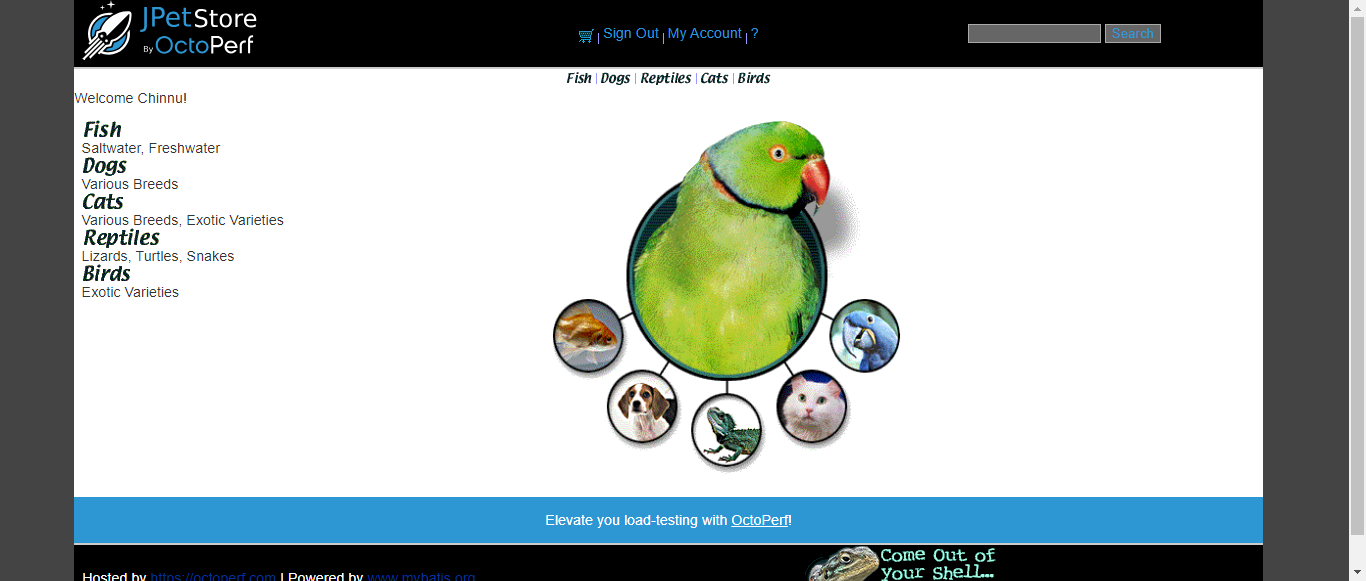 JPetStore
By OctoPerf
Sign Out | My Account | ?
Search
Fish | Dogs | Reptiles | Cats | Birds
Welcome Chinnu!
Fish
Saltwater, Freshwater
Dogs
Various Breeds
Cats
Various Breeds, Exotic Varieties
Reptiles
Lizards, Turtles, Snakes
Birds
Exotic Varieties
Elevate you load-testing with OctoPerf!
Come Out of
Your Shell...
Hosted by https://octoperf.com | Powered by www.mybatis.org